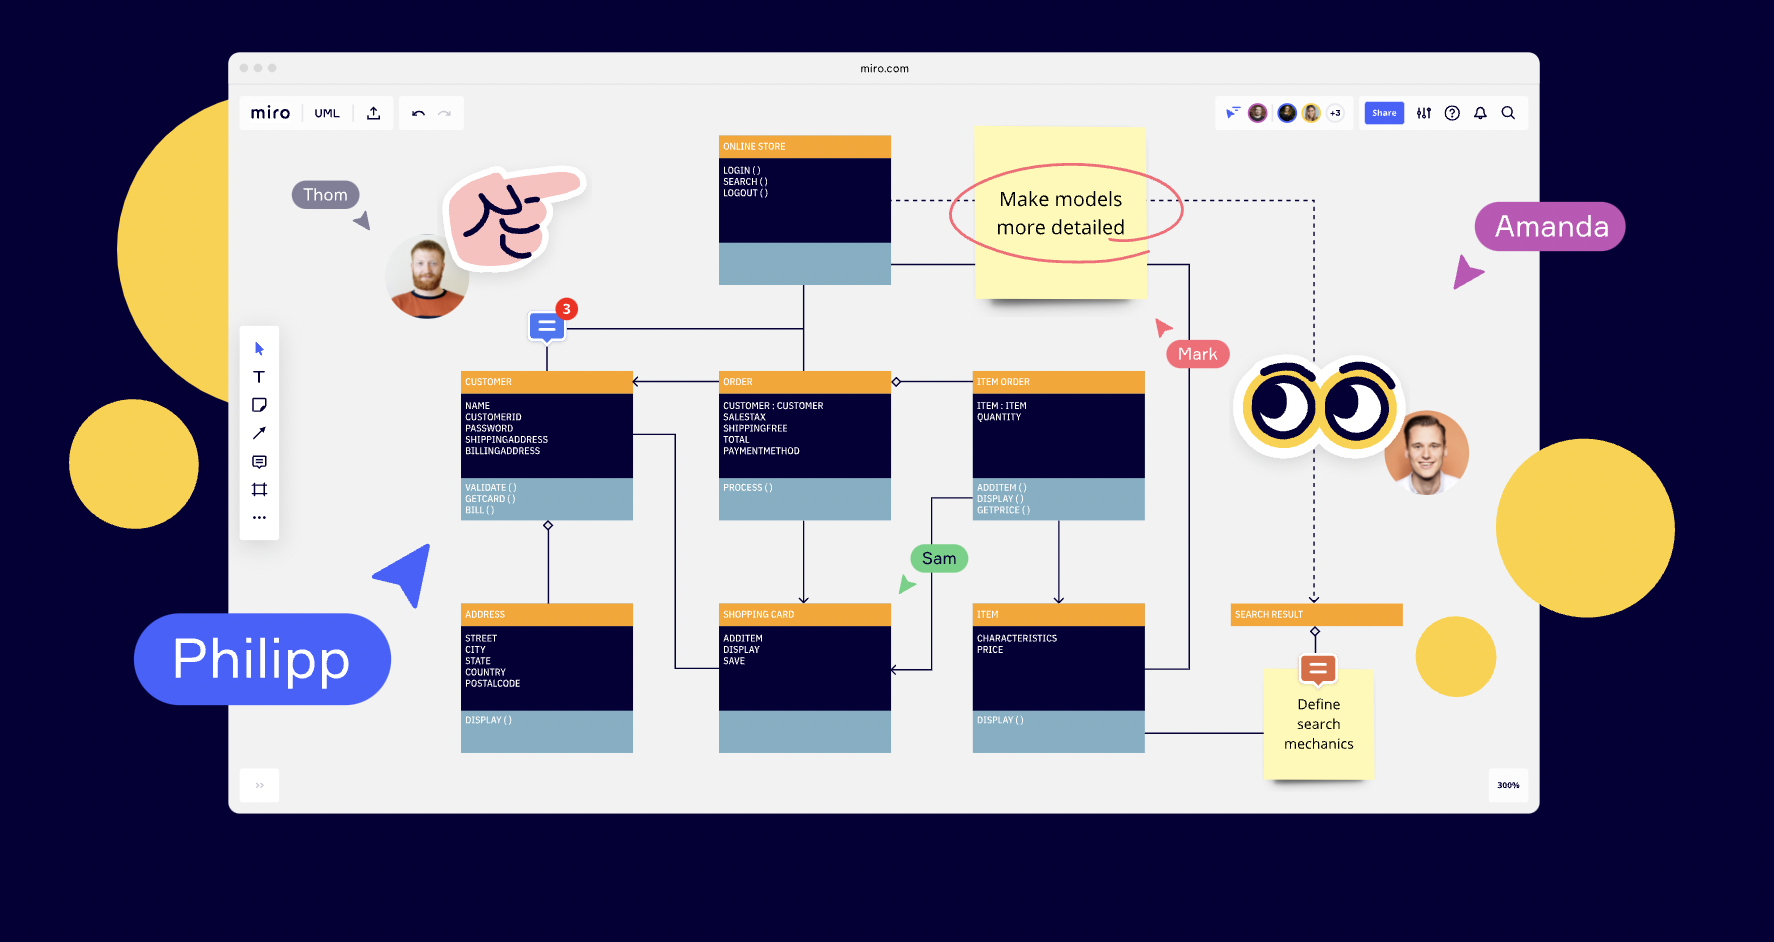 miro.com
miro
UML
+3
Share
Thom
ONLINE STORE
LOGIN ( )
SEARCH ( )
LOGOUT ( )
Make models
more detailed
Amanda
3
Mark
CUSTOMER
NAME
CUSTOMERID
PASSWORD
SHIPPINGADDRESS
BILLINGADDRESS
VALIDATE ( )
GETCARD ( )
BILL ( )
ORDER
CUSTOMER : CUSTOMER
SALESTAX
SHIPPINGFREE
TOTAL
PAYMENTMETHOD
PROCESS ( )
ITEM ORDER
ITEM : ITEM
QUANTITY
ADDITEM ( )
DISPLAY ( )
GETPRICE ( )
Sam
Philipp
ADDRESS
STREET
CITY
STATE
COUNTRY
POSTALCODE
DISPLAY ( )
SHOPPING CARD
ADDITEM
DISPLAY
SAVE
ITEM
CHARACTERISTICS
PRICE
DISPLAY ( )
SEARCH RESULT
Define
search
mechanics
300%